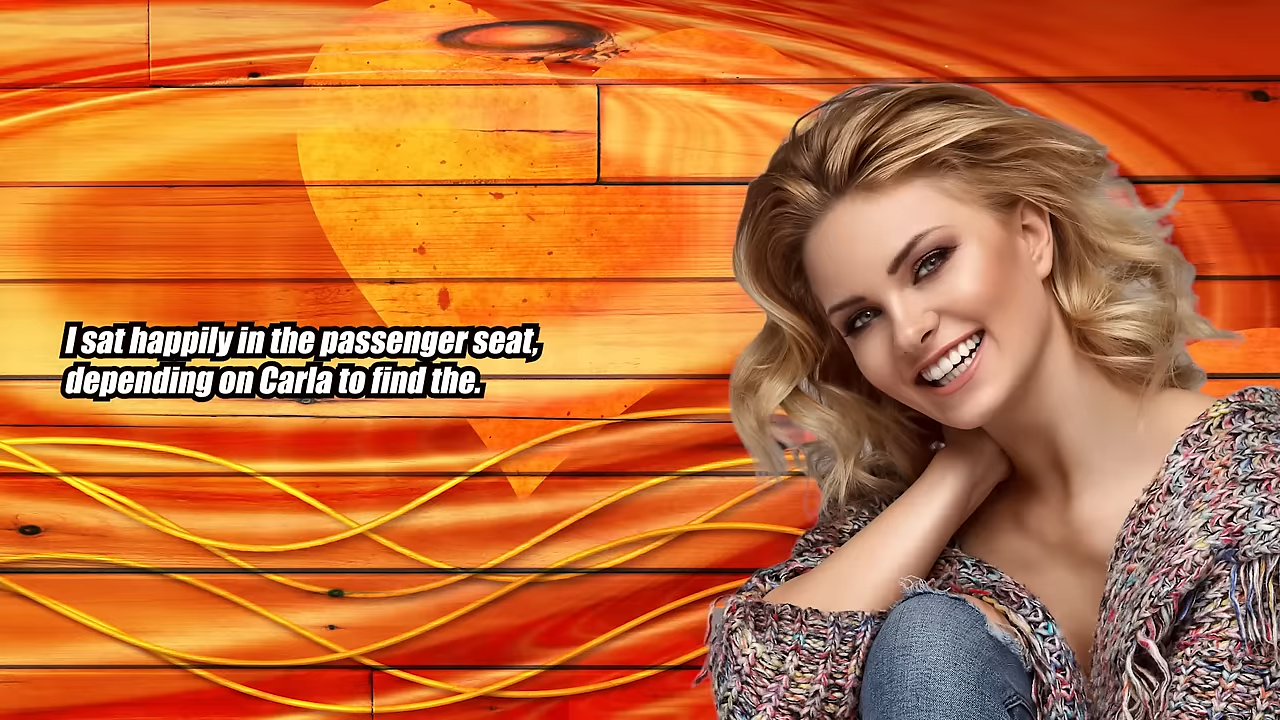 I sat happily in the passenger seat,
depending on Carla to find the.